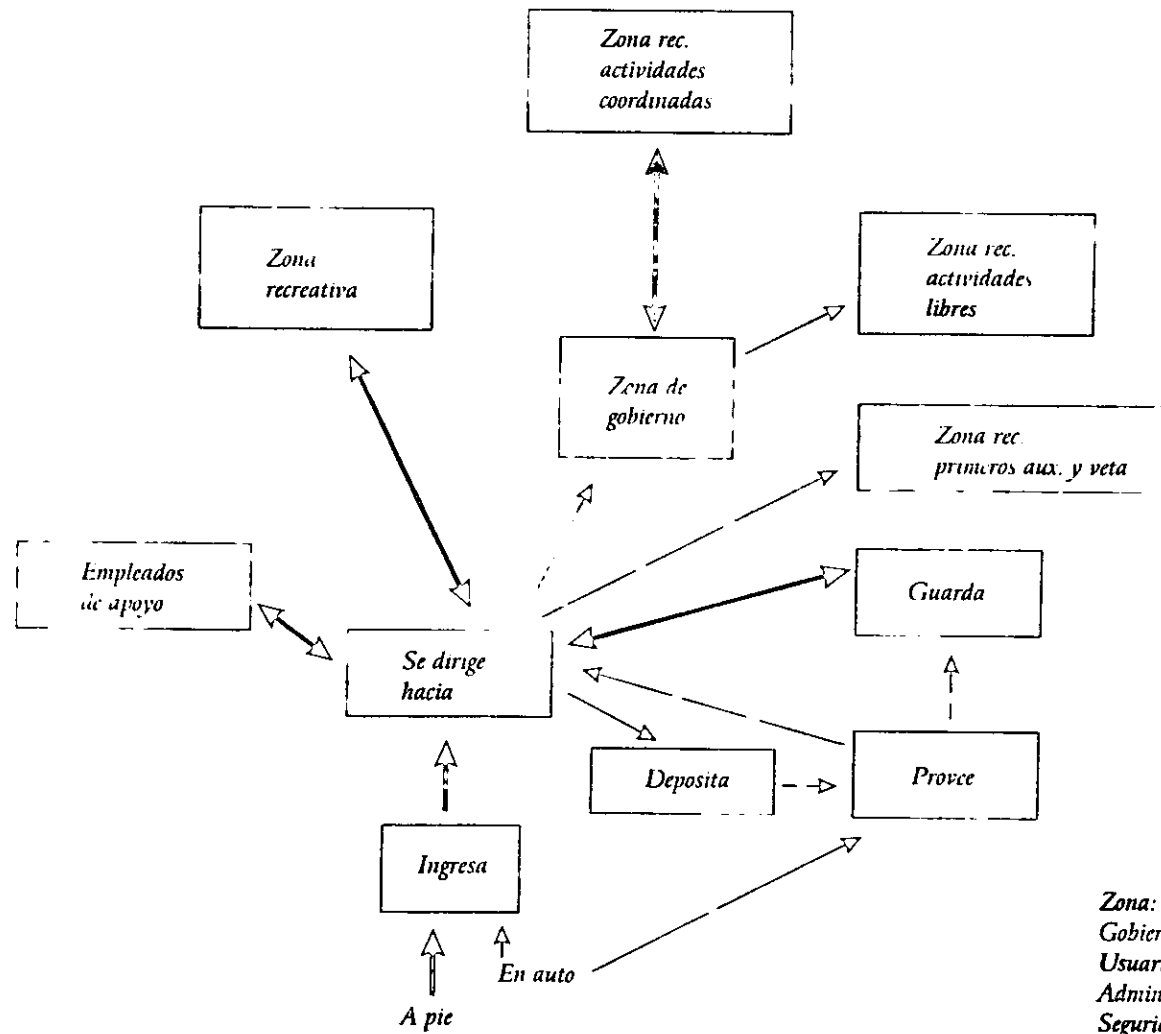 Zona rec.
actividades
coordinadas
Zona
recreativa
Zona rec.
actividades
libres
Zona de
gobierno
Zona rec.
primeros aux. y veta
Empleados
de apoyo
Guarda
Se dirige
hacia
Deposita
Provee
Ingresa
En auto
A pie
Zona: